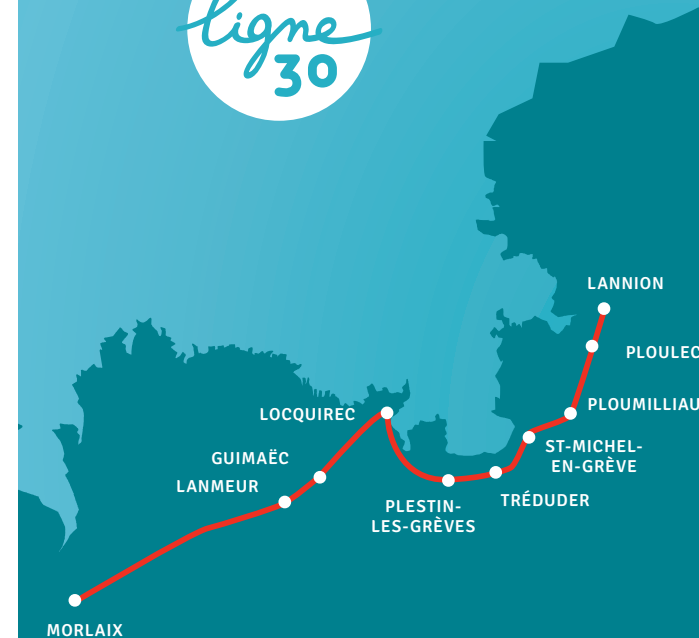 ligne
30
LANNION
PLOULEC
PLOUMILLIAU
LOCQUIREC
ST-MICHEL-
EN-GRÈVE
GUIMAËC
LANMEUR
TRÉDUDER
PLESTIN-
LES-GRÈVES
MORLAIX